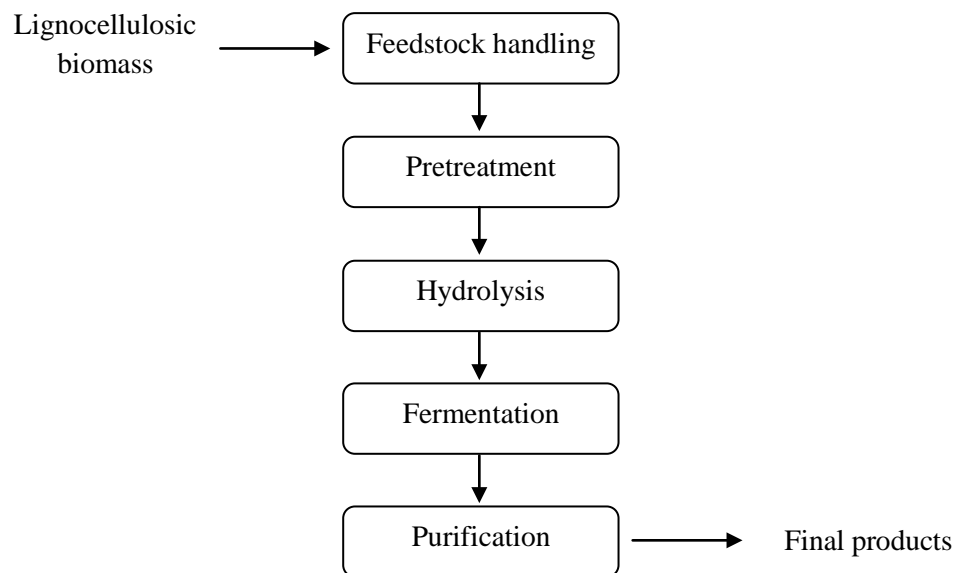 Lignocellulosic
biomass
Feedstock handling
Pretreatment
Hydrolysis
Fermentation
Purification
Final products